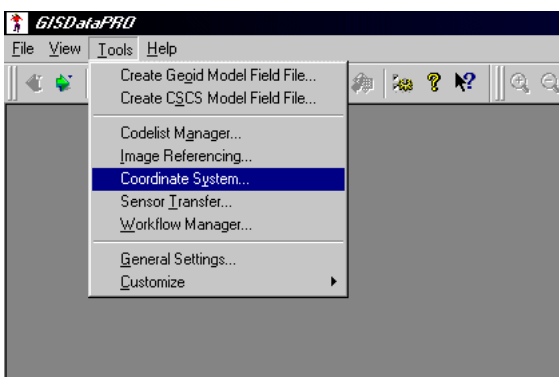 GISDataPRO
File View Tools Help
Create Geoid Model Field File...
Create CSCS Model Field File...
Codelist Manager...
Image Referencing...
Coordinate System...
Sensor Transfer...
Workflow Manager...
General Settings...
Customize